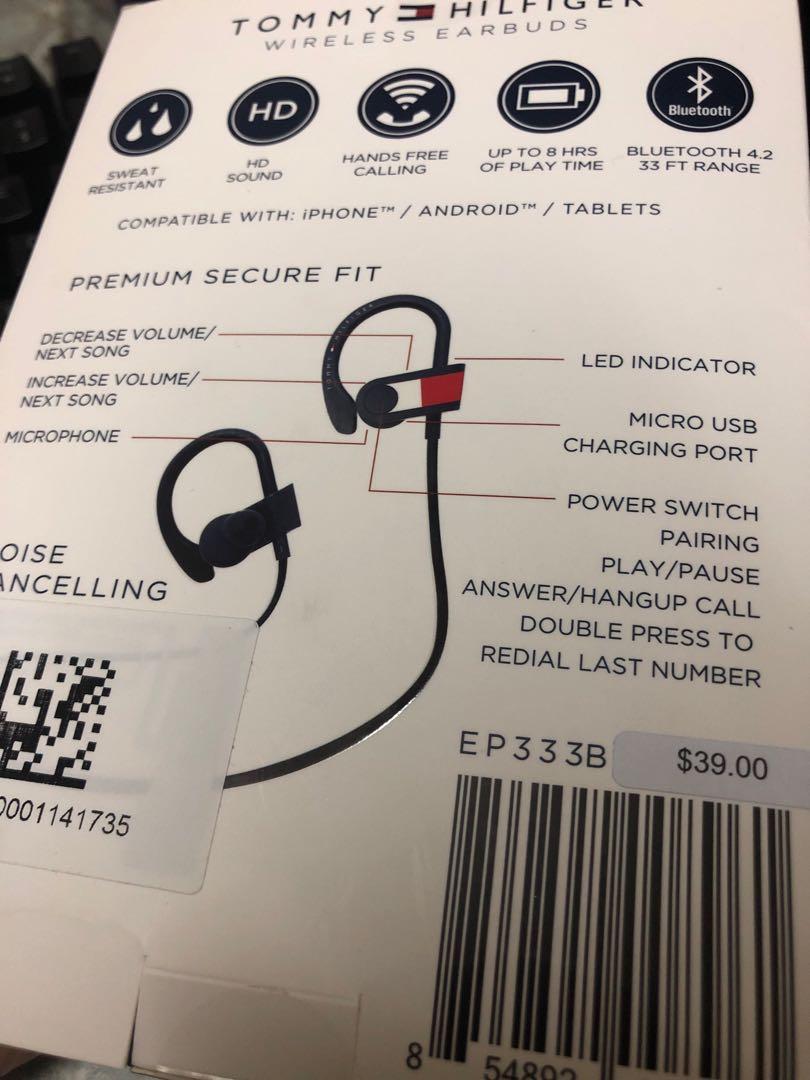 TOMMY HILFIGER
WIRELESS EARBUDS
HD
Bluetooth
SWEAT
RESISTANT
HD
SOUND
HANDS FREE
CALLING
UP TO 8 HRS
OF PLAY TIME
BLUETOOTH 4.2
33 FT RANGE
COMPATIBLE WITH: iPHONE™ / ANDROID™ / TABLETS
PREMIUM SECURE FIT
DECREASE VOLUME/
NEXT SONG
INCREASE VOLUME/
NEXT SONG
MICROPHONE
TOMMY HILFIGER
LED INDICATOR
MICRO USB
CHARGING PORT
POWER SWITCH
PAIRING
PLAY/PAUSE
ANSWER/HANGUP CALL
DOUBLE PRESS TO
REDIAL LAST NUMBER
OISE
ANCELLING
0001141735
EP333B
$39.00
8 54892